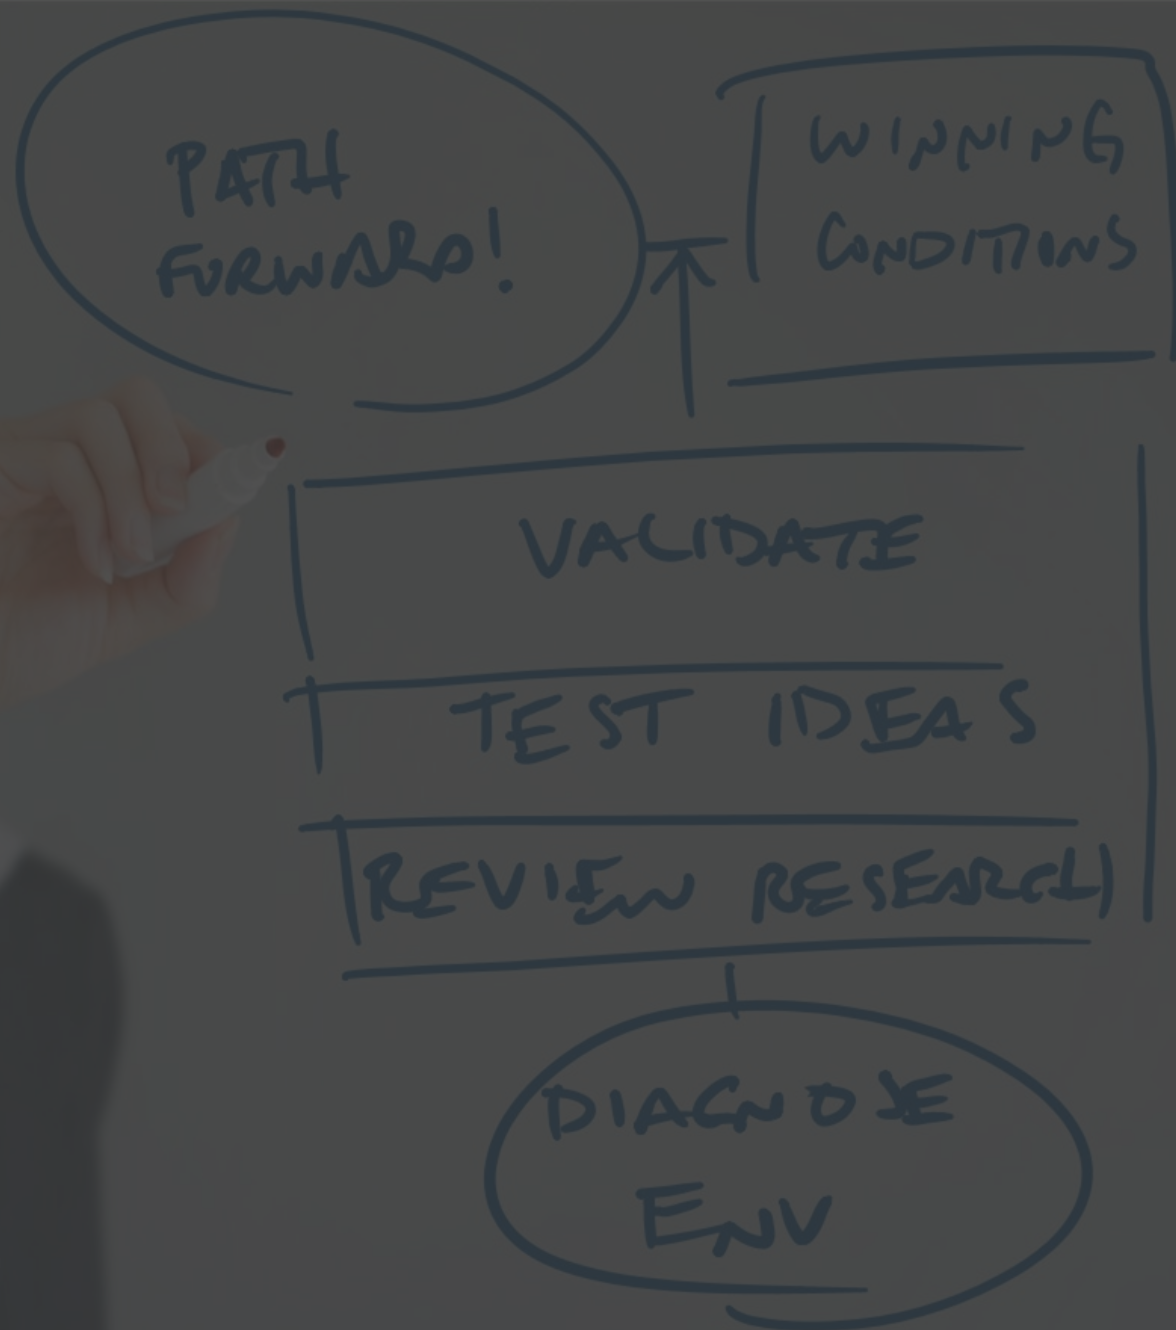 PATH
FORWARD!
WINNING
CONDITIONS
VALIDATE
TEST IDEAS
REVIEW RESEARCH
DIAGNOSE
ENV